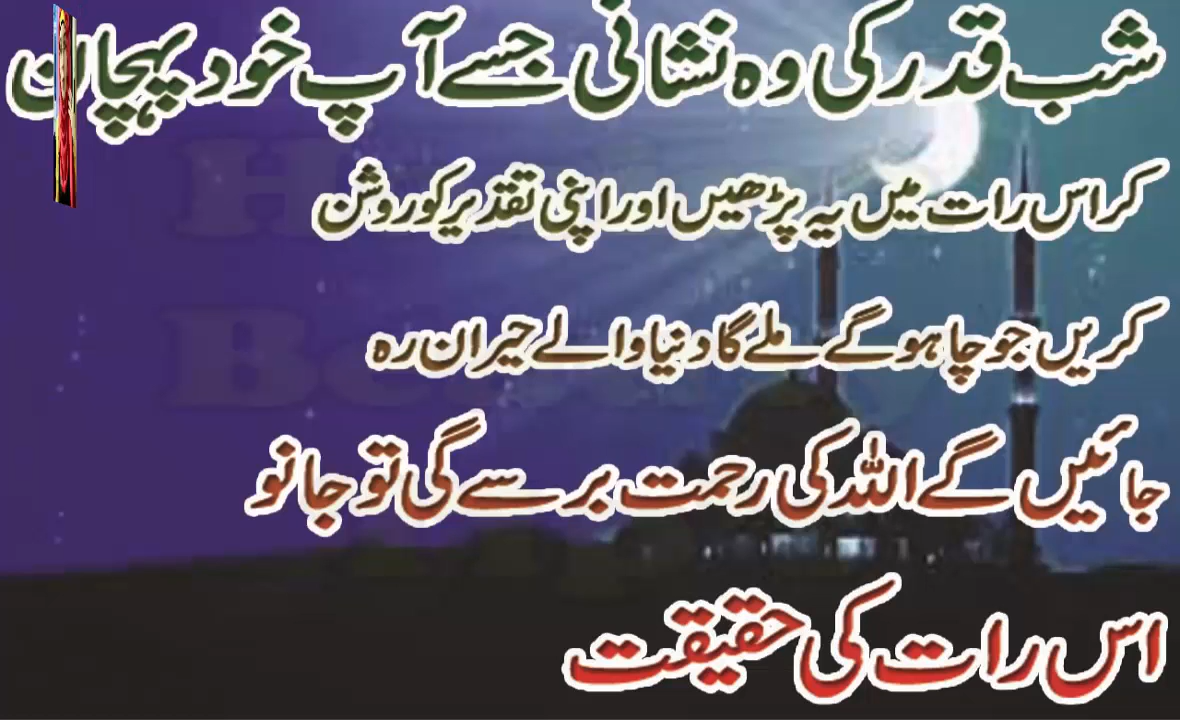 شب قدر کی وہ نشانی جسے آپ خود پہچان
کر اس رات میں یہ پڑھیں اور اپنی تقدیر کو روشن
کریں جو چاہو گے ملے گا دنیا والے حیران رہ
جائیں گے اللہ کی رحمت برسے گی تو جانو
اس رات کی حقیقت